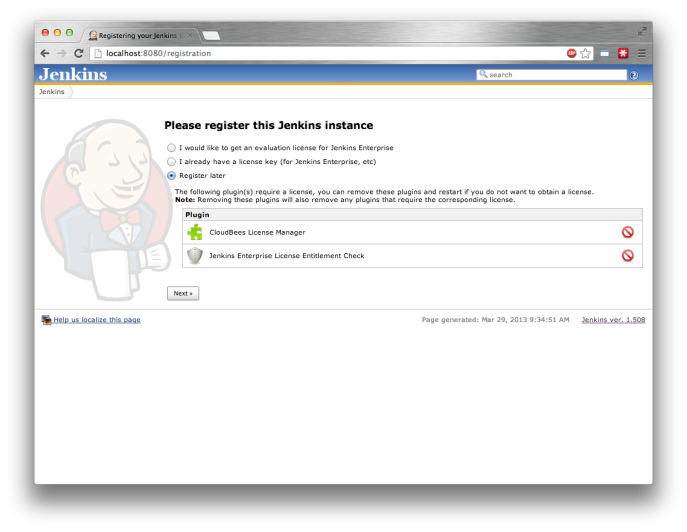 Registering your Jenkins
localhost:8080/registration
ABP
Jenkins
search
Jenkins
Please register this Jenkins instance
I would like to get an evaluation license for Jenkins Enterprise
I already have a license key (for Jenkins Enterprise, etc)
Register later
The following plugin(s) require a license, you can remove these plugins and restart if you do not want to obtain a license.
Note: Removing these plugins will also remove any plugins that require the corresponding license.
Plugin
CloudBees License Manager
Jenkins Enterprise License Entitlement Check
Next »
Help us localize this page
Page generated: Mar 29, 2013 9:34:51 AM
Jenkins ver. 1.508